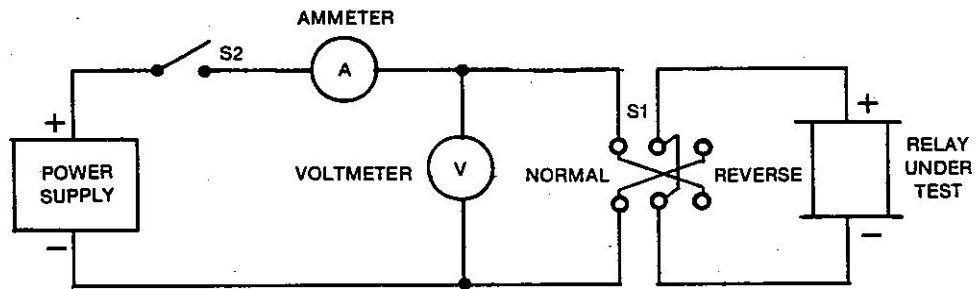 AMMETER
S2
A
S1
+
+
POWER
SUPPLY
VOLTMETER
V
NORMAL
REVERSE
RELAY
UNDER
TEST
−
−